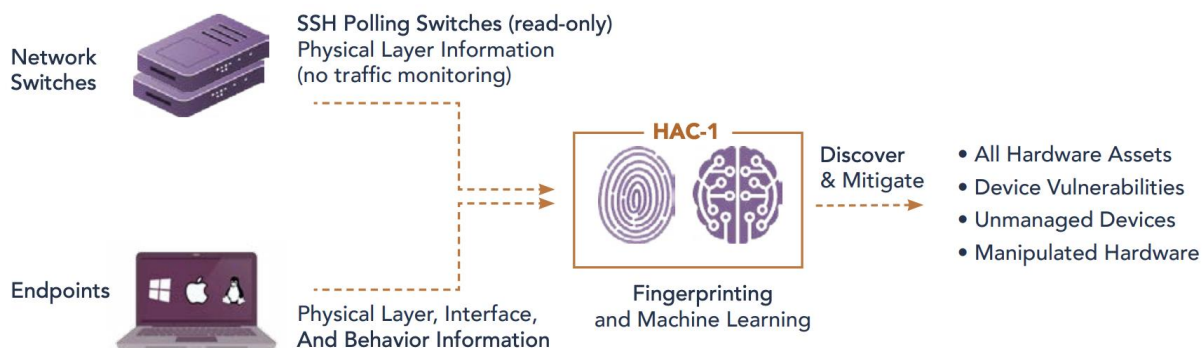 Network
Switches
SSH Polling Switches (read-only)
Physical Layer Information
(no traffic monitoring)
HAC-1
Discover
& Mitigate
• All Hardware Assets
• Device Vulnerabilities
• Unmanaged Devices
• Manipulated Hardware
Endpoints
Physical Layer, Interface,
And Behavior Information
Fingerprinting
and Machine Learning